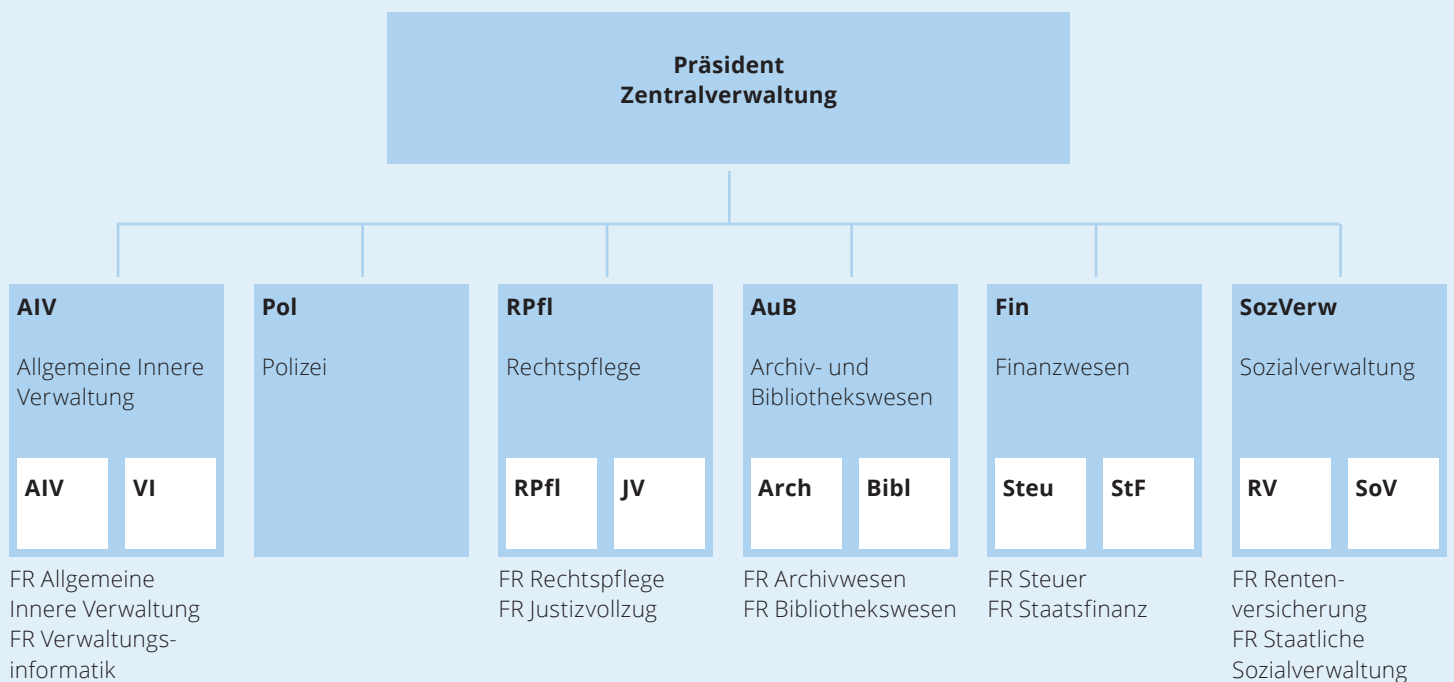 Präsident
Zentralverwaltung
AIV
Allgemeine Innere
Verwaltung
AIV
VI
FR Allgemeine
Innere Verwaltung
FR Verwaltungs-
informatik
Pol
Polizei
RPfl
Rechtspflege
RPfl
JV
FR Rechtspflege
FR Justizvollzug
AuB
Archiv- und
Bibliothekswesen
Arch
Bibl
FR Archivwesen
FR Bibliothekswesen
Fin
Finanzwesen
Steu
StF
FR Steuer
FR Staatsfinanz
SozVerw
Sozialverwaltung
RV
SoV
FR Renten-
versicherung
FR Staatliche
Sozialverwaltung